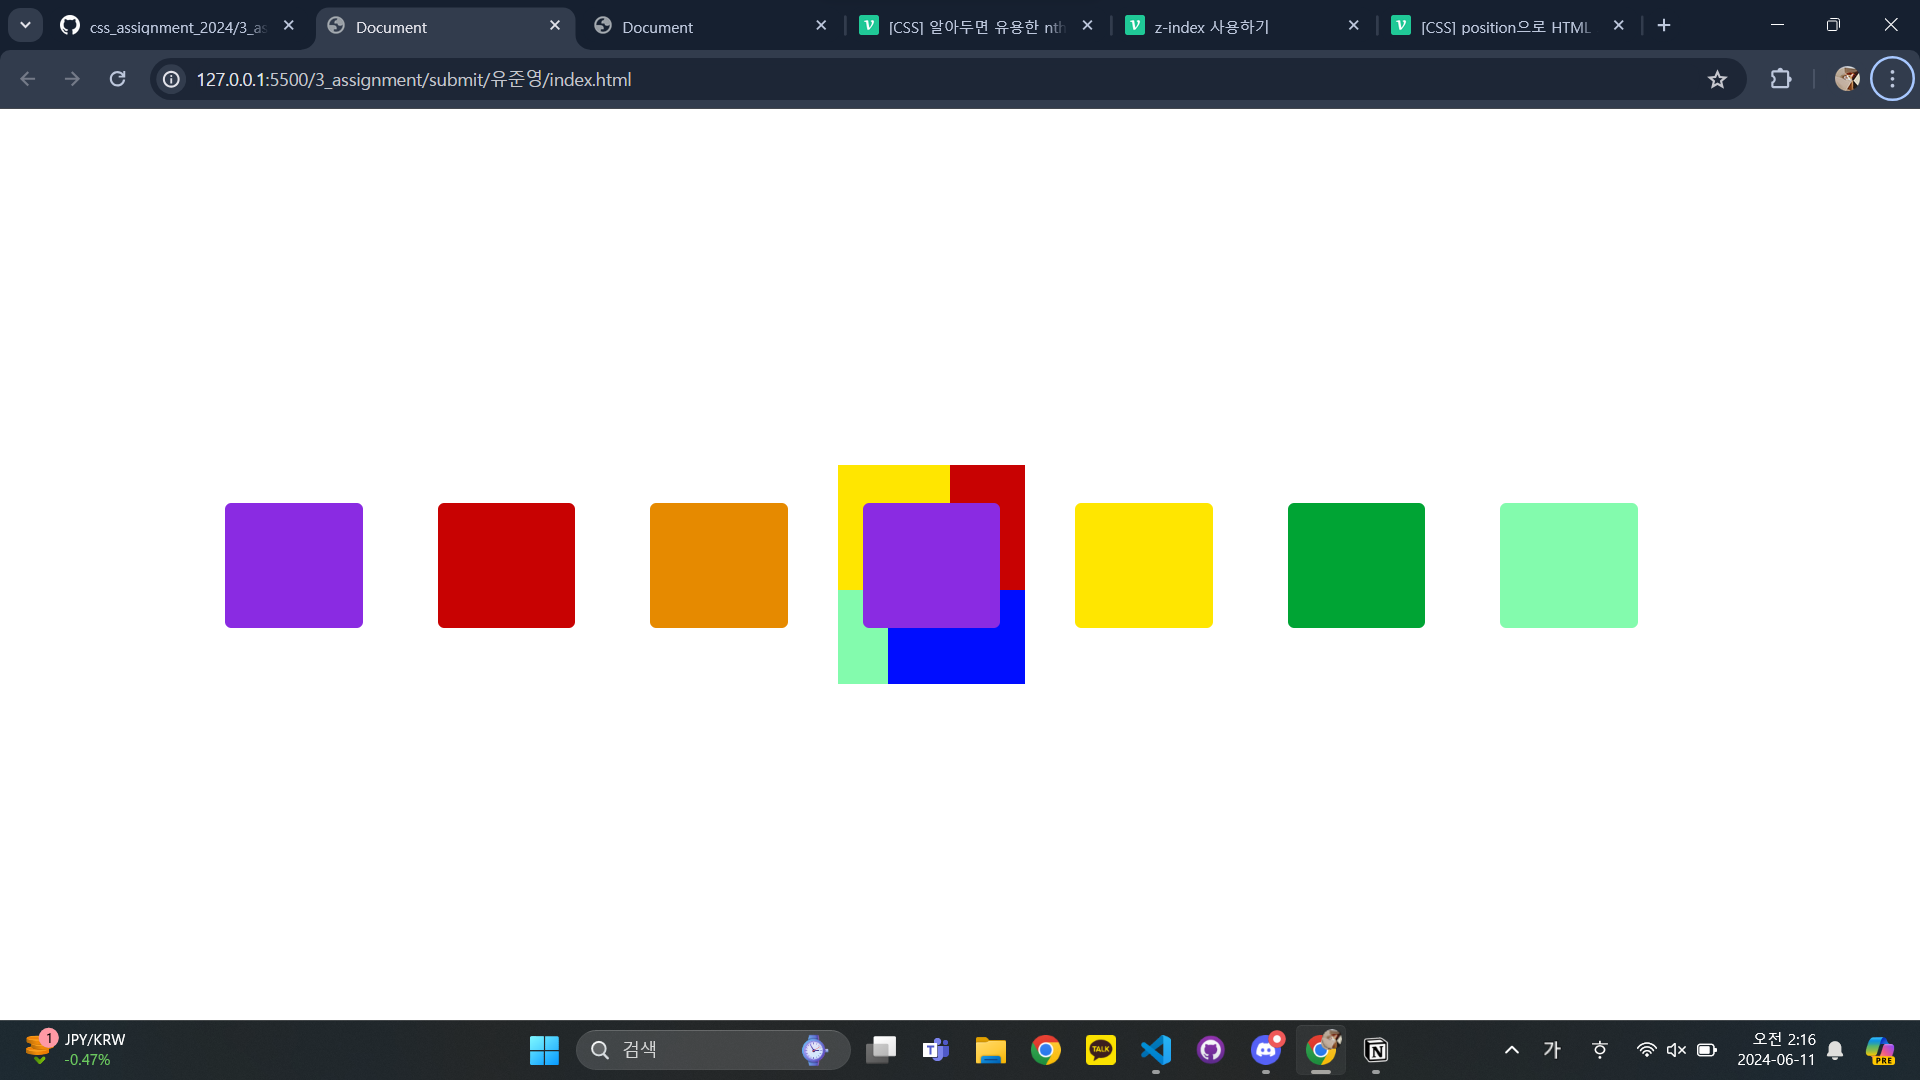 css_assignment_2024/3_as
Document
Document
[CSS] 알아두면 유용한 nth
z-index 사용하기
[CSS] position으로 HTML
127.0.0.1:5500/3_assignment/submit/유준영/index.html
1
JPY/KRW
-0.47%
검색
T
TALK
N
가
오전 2:16
2024-06-11
PRE